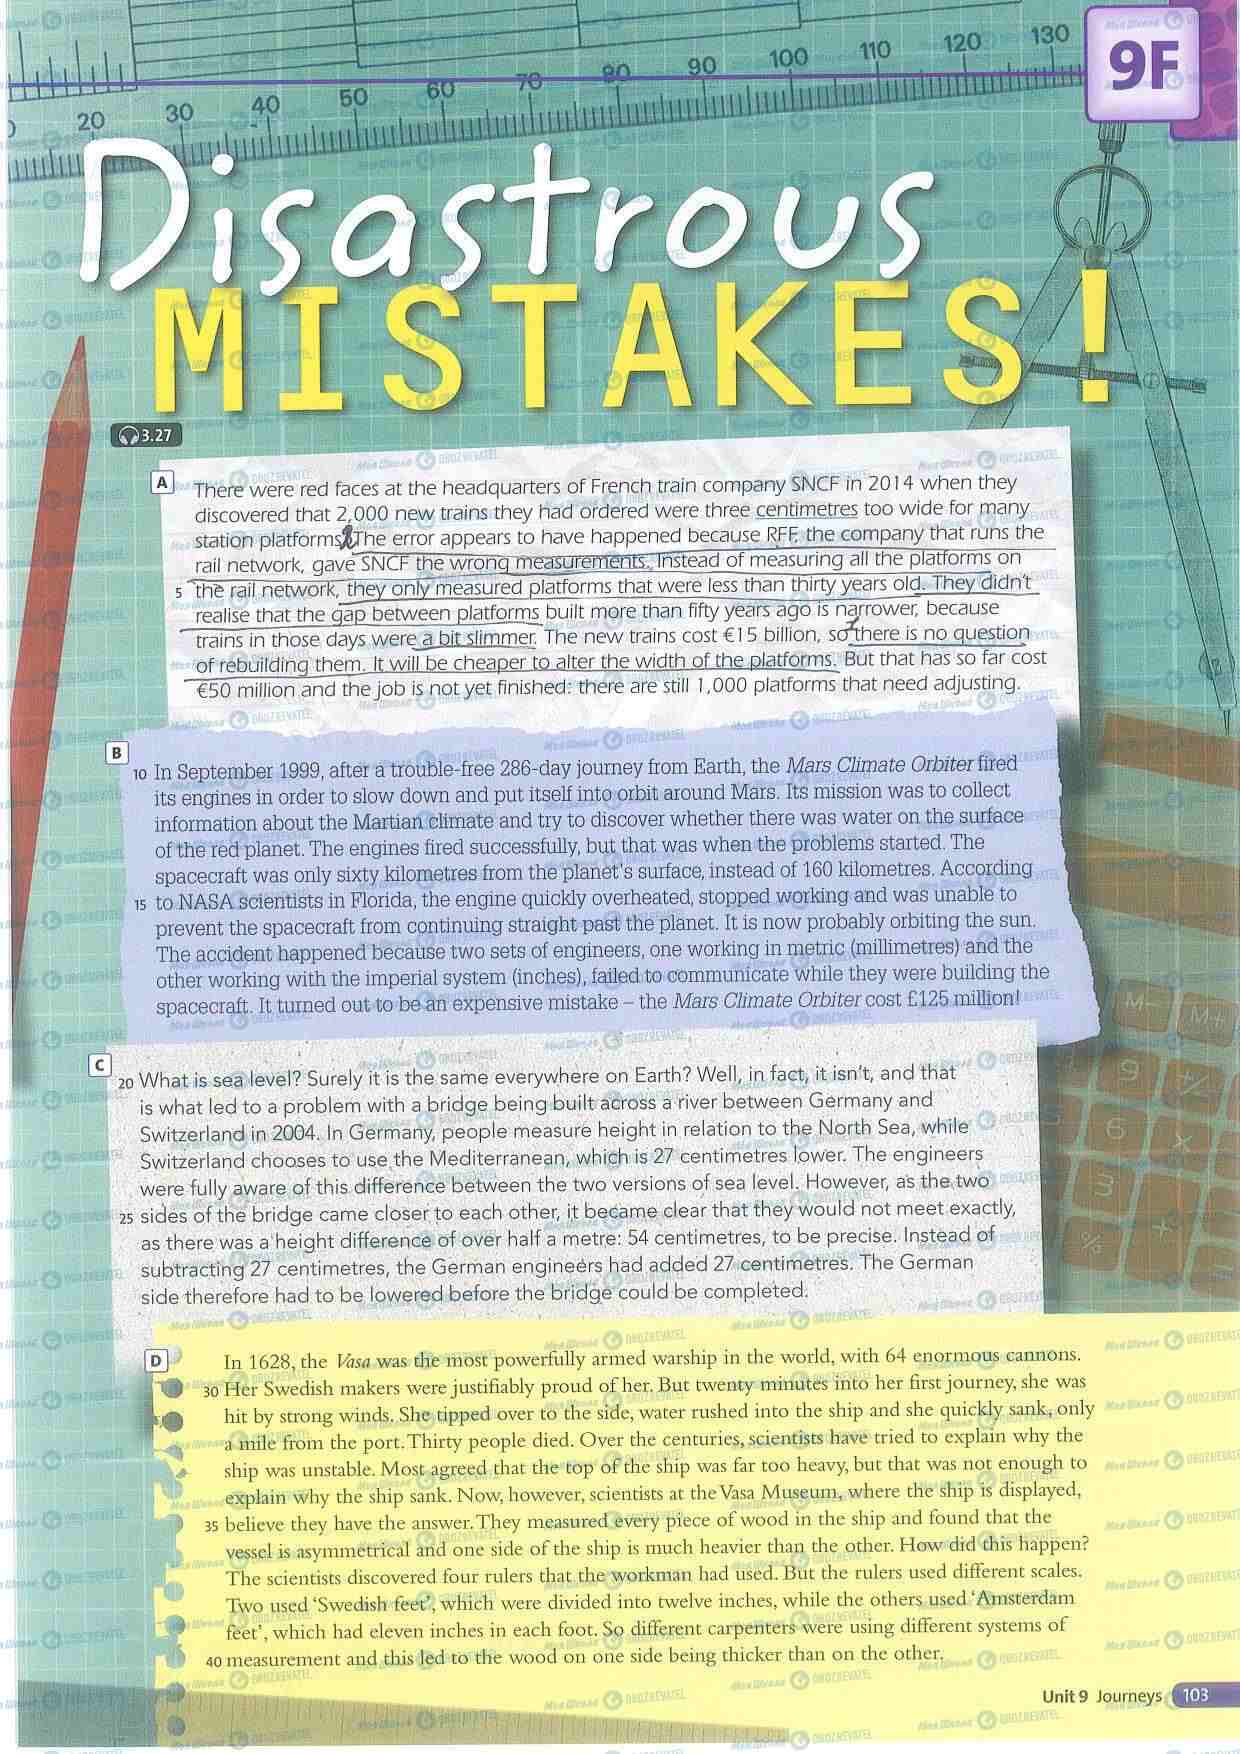 20 30 40 50 60 70 80 90 100 110 120 130
9F
Disastrous
MISTAKES!
3.27
A
There were red faces at the headquarters of French train company SNCF in 2014 when they
discovered that 2,000 new trains they had ordered were three centimetres too wide for many
station platforms. The error appears to have happened because RFF, the company that runs the
rail network, gave SNCF the wrong measurements. Instead of measuring all the platforms on
5 the rail network, they only measured platforms that were less than thirty years old. They didn't
realise that the gap between platforms built more than fifty years ago is narrower, because
trains in those days were a bit slimmer. The new trains cost €15 billion, so there is no question
of rebuilding them. It will be cheaper to alter the width of the platforms. But that has so far cost
€50 million and the job is not yet finished: there are still 1,000 platforms that need adjusting.
B
10 In September 1999, after a trouble-free 286-day journey from Earth, the Mars Climate Orbiter fired
its engines in order to slow down and put itself into orbit around Mars. Its mission was to collect
information about the Martian climate and try to discover whether there was water on the surface
of the red planet. The engines fired successfully, but that was when the problems started. The
spacecraft was only sixty kilometres from the planet's surface, instead of 160 kilometres. According
15 to NASA scientists in Florida, the engine quickly overheated, stopped working and was unable to
prevent the spacecraft from continuing straight past the planet. It is now probably orbiting the sun.
The accident happened because two sets of engineers, one working in metric (millimetres) and the
other working with the imperial system (inches), failed to communicate while they were building the
spacecraft. It turned out to be an expensive mistake – the Mars Climate Orbiter cost £125 million!
C
20 What is sea level? Surely it is the same everywhere on Earth? Well, in fact, it isn't, and that
is what led to a problem with a bridge being built across a river between Germany and
Switzerland in 2004. In Germany, people measure height in relation to the North Sea, while
Switzerland chooses to use the Mediterranean, which is 27 centimetres lower. The engineers
were fully aware of this difference between the two versions of sea level. However, as the two
25 sides of the bridge came closer to each other, it became clear that they would not meet exactly,
as there was a height difference of over half a metre: 54 centimetres, to be precise. Instead of
subtracting 27 centimetres, the German engineers had added 27 centimetres. The German
side therefore had to be lowered before the bridge could be completed.
D
In 1628, the Vasa was the most powerfully armed warship in the world, with 64 enormous cannons.
30 Her Swedish makers were justifiably proud of her. But twenty minutes into her first journey, she was
hit by strong winds. She tipped over to the side, water rushed into the ship and she quickly sank, only
a mile from the port. Thirty people died. Over the centuries, scientists have tried to explain why the
ship was unstable. Most agreed that the top of the ship was far too heavy, but that was not enough to
explain why the ship sank. Now, however, scientists at the Vasa Museum, where the ship is displayed,
35 believe they have the answer. They measured every piece of wood in the ship and found that the
vessel is asymmetrical and one side of the ship is much heavier than the other. How did this happen?
The scientists discovered four rulers that the workman had used. But the rulers used different scales.
Two used 'Swedish feet', which were divided into twelve inches, while the others used 'Amsterdam
feet', which had eleven inches in each foot. So different carpenters were using different systems of
40 measurement and this led to the wood on one side being thicker than on the other.
Unit 9 Journeys 103